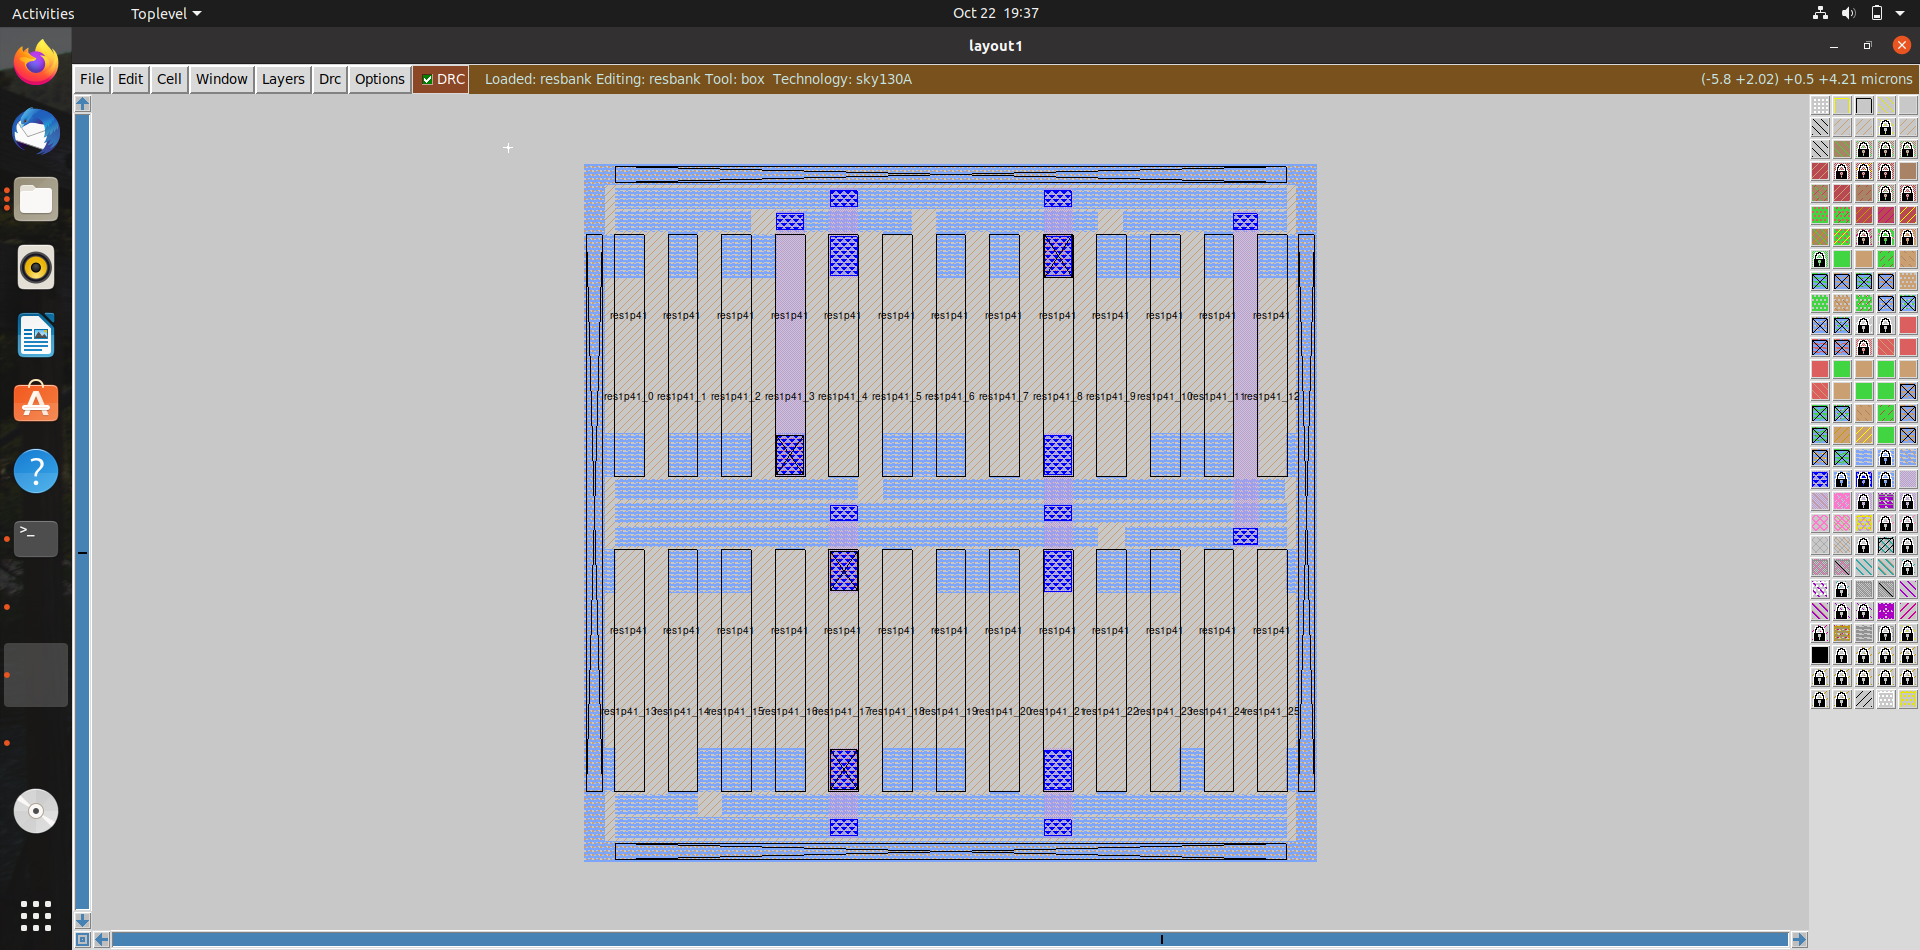 Activities Toplevel Oct 22 19:37
layout1
File Edit Cell Window Layers Drc Options DRC Loaded: resbank Editing: resbank Tool: box Technology: sky130A (-5.8 +2.02) +0.5 +4.21 microns
res1p41 res1p41 res1p41 res1p41 res1p41 res1p41 res1p41 res1p41 res1p41 res1p41 res1p41 res1p41 res1p41
res1p41_0 res1p41_1 res1p41_2 res1p41_3 res1p41_4 res1p41_5 res1p41_6 res1p41_7 res1p41_8 res1p41_9 res1p41_10 res1p41_11 res1p41_12
res1p41 res1p41 res1p41 res1p41 res1p41 res1p41 res1p41 res1p41 res1p41 res1p41 res1p41 res1p41 res1p41
res1p41_13 res1p41_14 res1p41_15 res1p41_16 res1p41_17 res1p41_18 res1p41_19 res1p41_20 res1p41_21 res1p41_22 res1p41_23 res1p41_24 res1p41_25